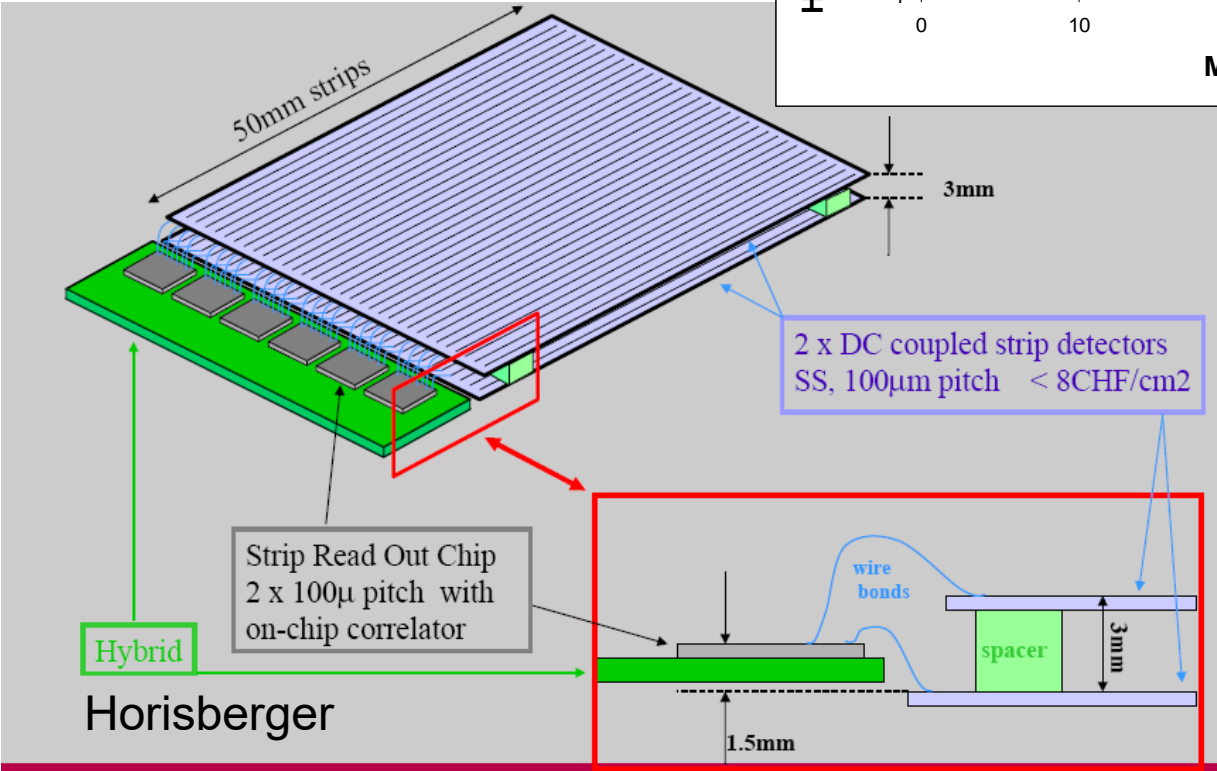 0
10
M
50mm strips
3mm
2 x DC coupled strip detectors
SS, 100μm pitch < 8CHF/cm2
Strip Read Out Chip
2 x 100μ pitch with
on-chip correlator
Hybrid
Horisberger
wire
bonds
spacer
3mm
1.5mm